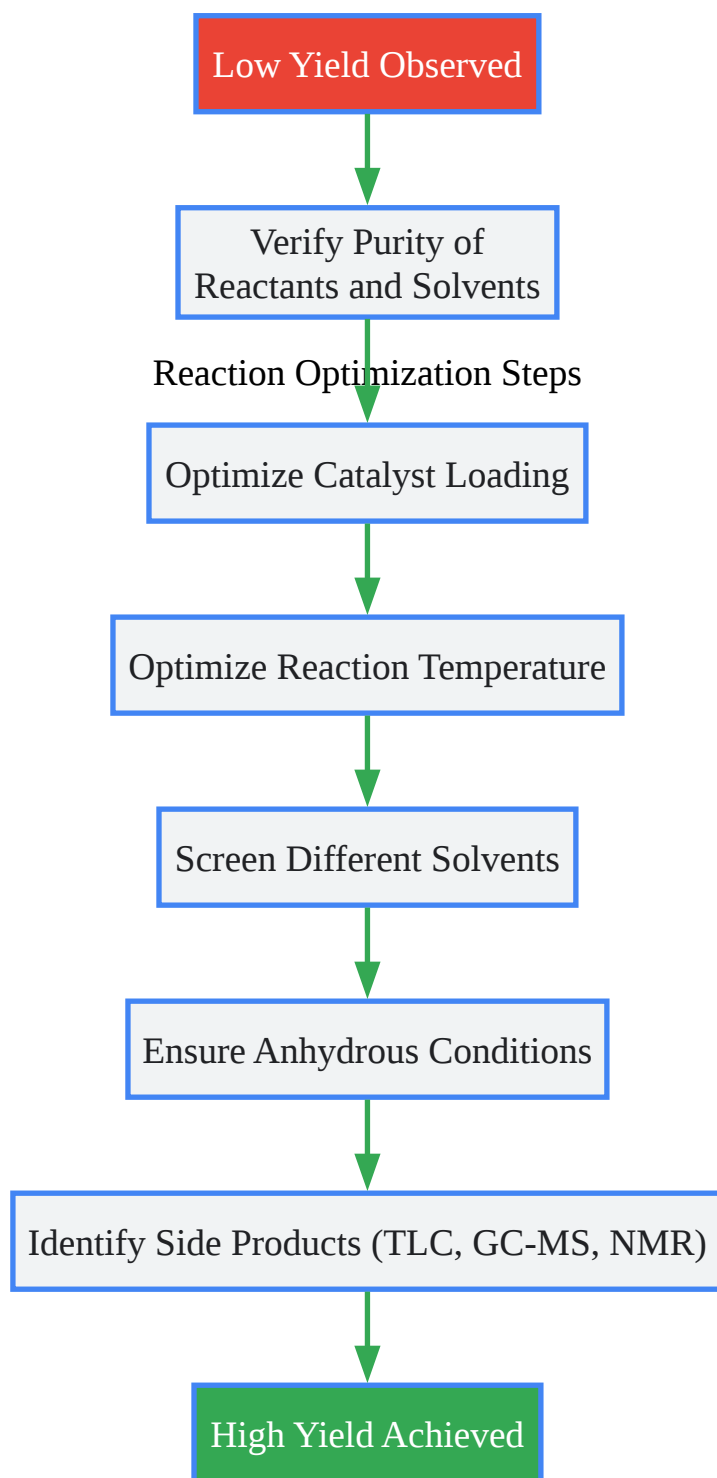 Low Yield Observed
Verify Purity of
Reactants and Solvents
Reaction Optimization Steps
Optimize Catalyst Loading
Optimize Reaction Temperature
Screen Different Solvents
Ensure Anhydrous Conditions
Identify Side Products (TLC, GC-MS, NMR)
High Yield Achieved